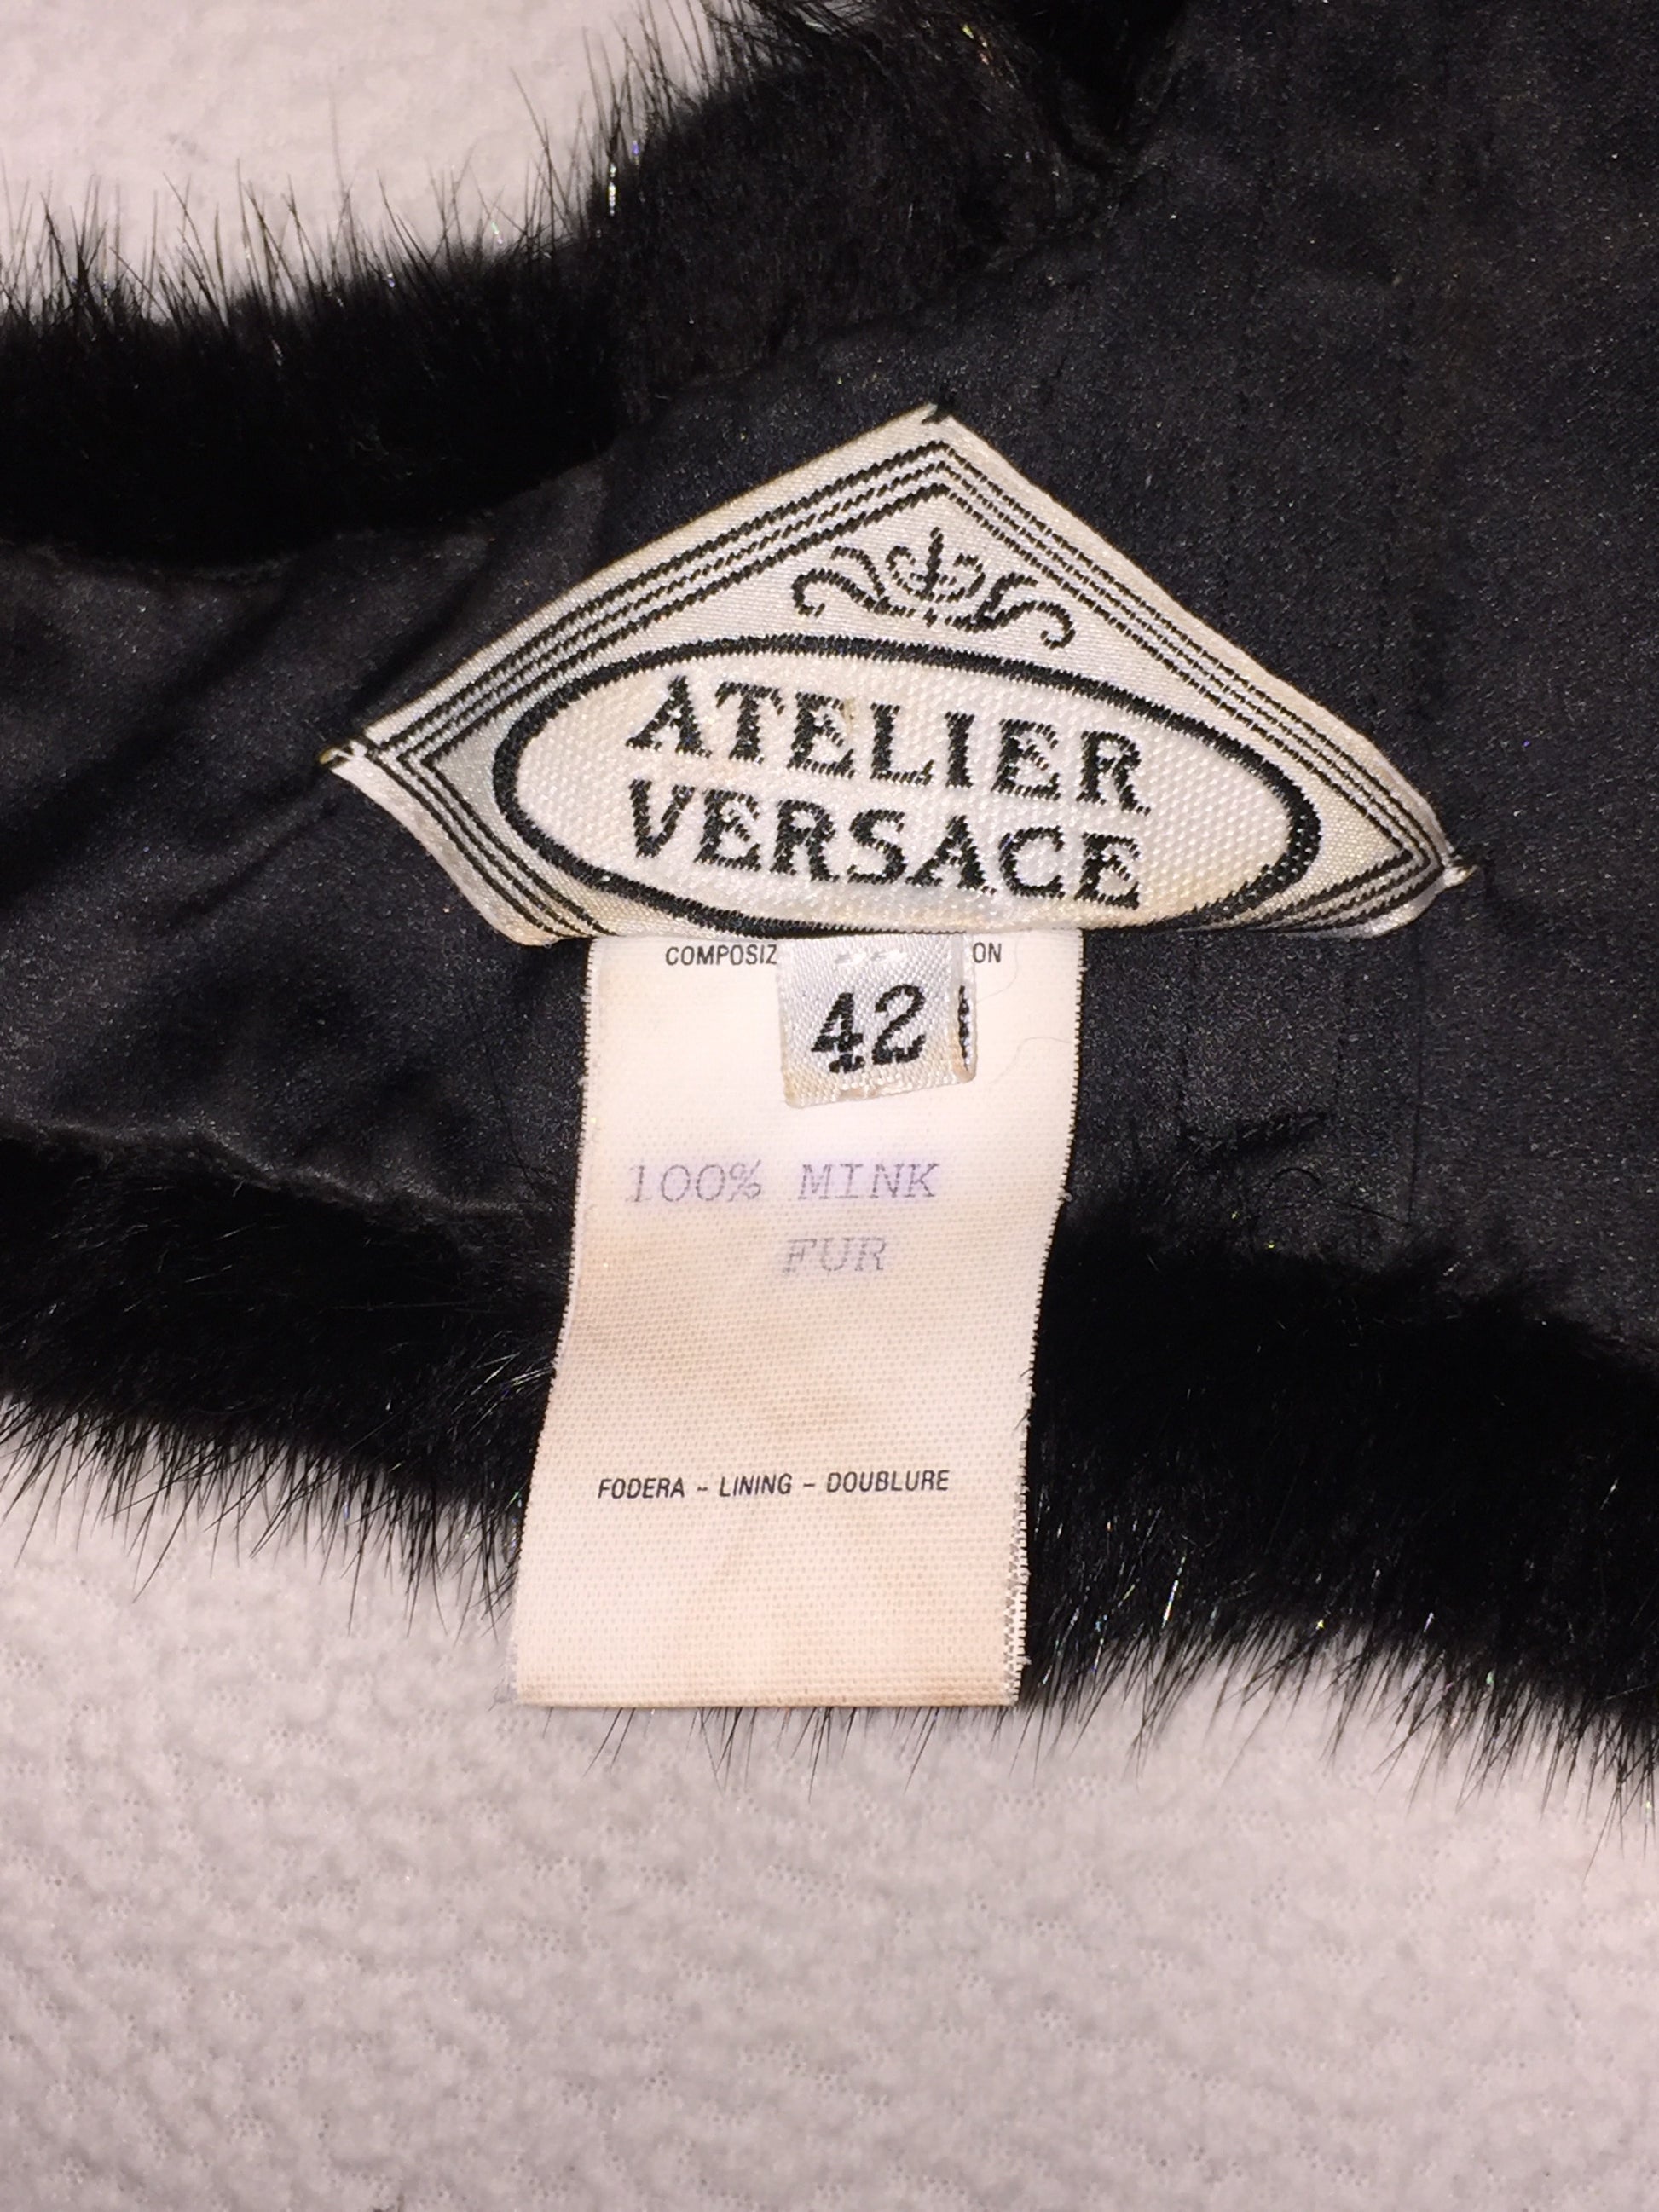 ATELIER
VERSACE
COMPOSIZ ON
42
100% MINK
FUR
FODERA - LINING - DOUBLURE